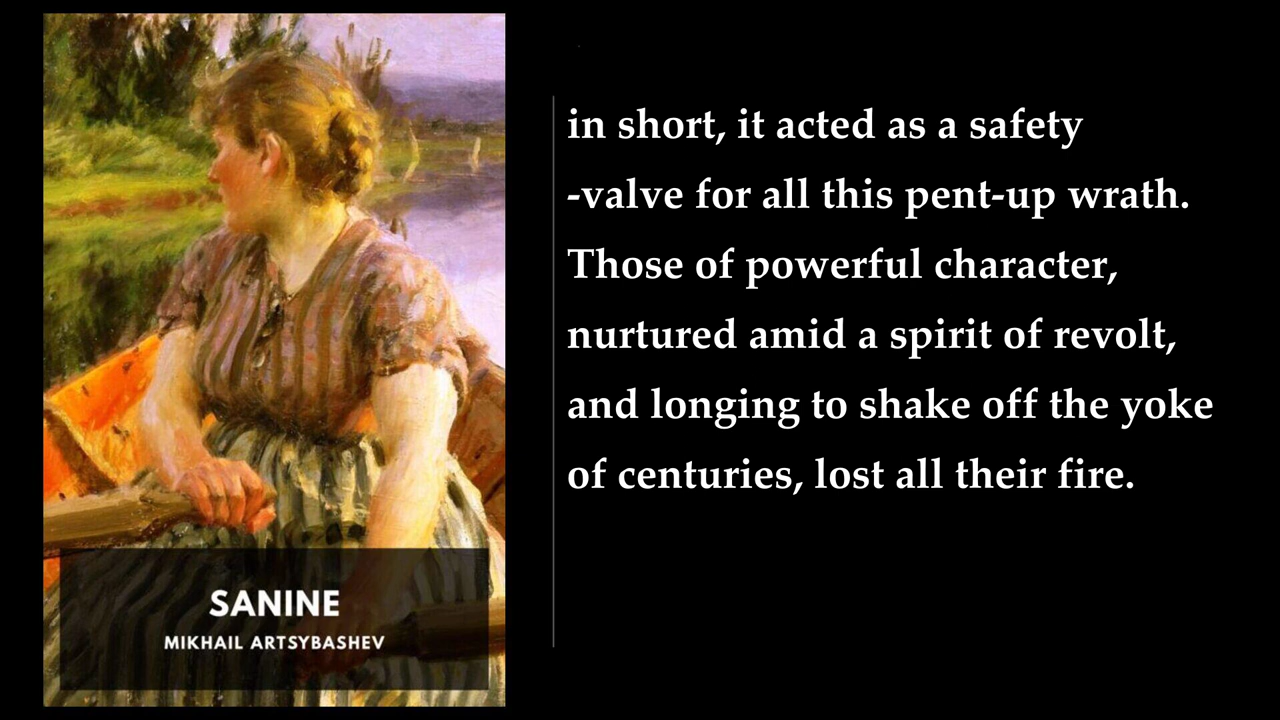 in short, it acted as a safety
-valve for all this pent-up wrath.
Those of powerful character,
nurtured amid a spirit of revolt,
and longing to shake off the yoke
of centuries, lost all their fire.
SANINE
MIKHAIL ARTSYBASHEV